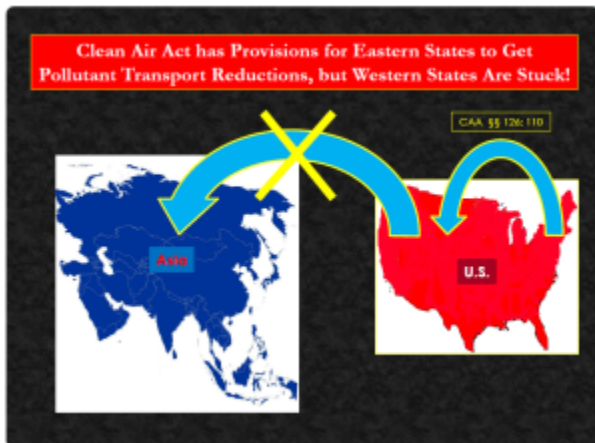 Clean Air Act has Provisions for Eastern States to Get
Pollutant Transport Reductions, but Western States Are Stuck!
CAA §§ 126; 110
Asia
U.S.